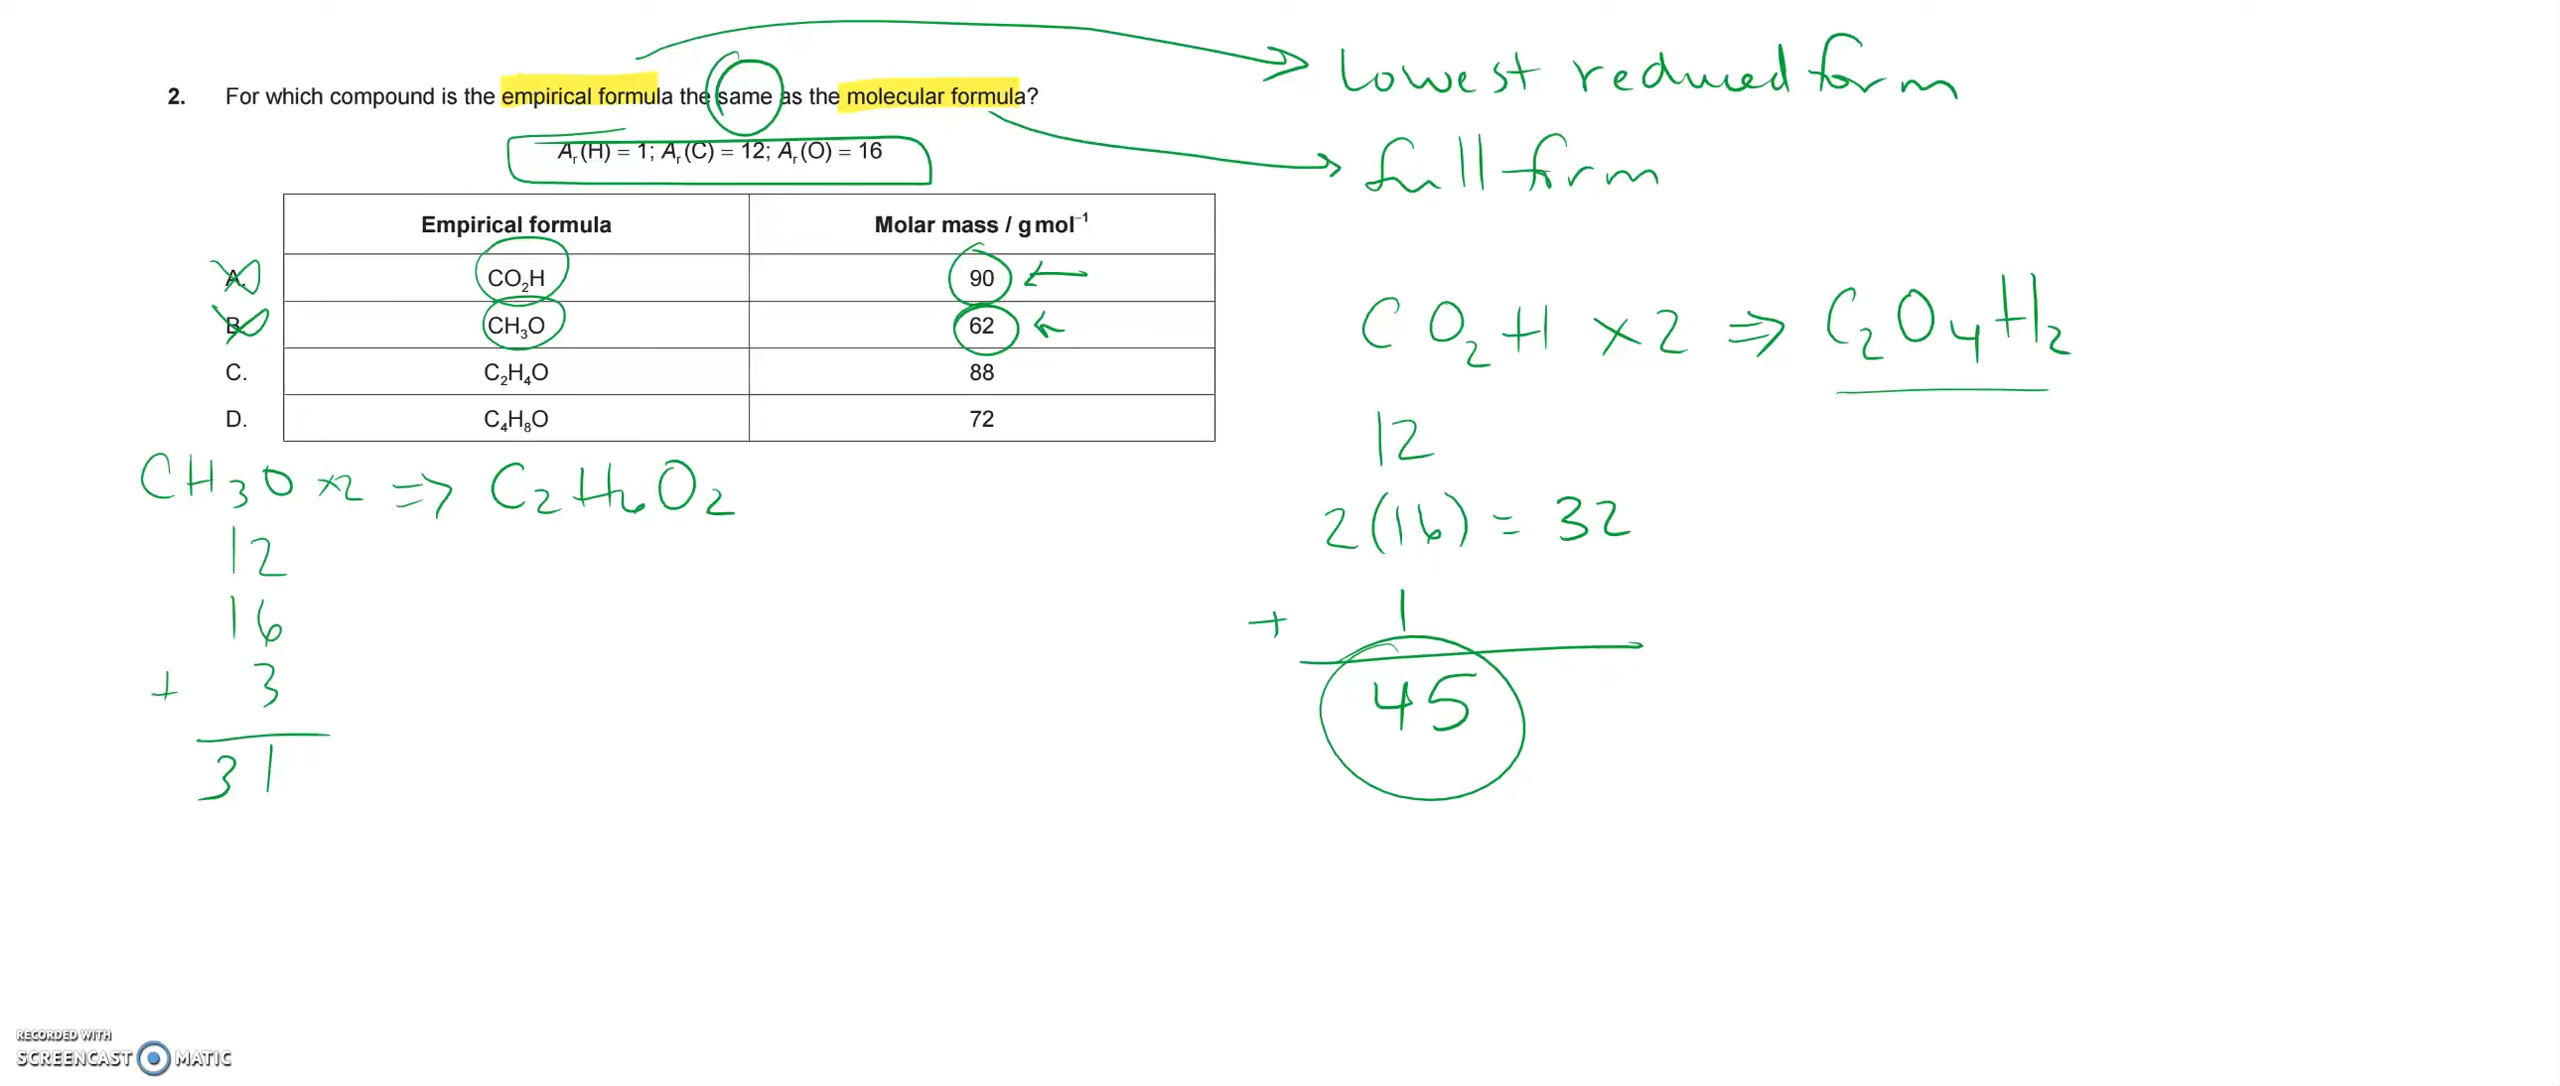 lowest reduced form
2. For which compound is the empirical formula the same as the molecular formula?
Ar(H) = 1; Ar(C) = 12; Ar(O) = 16
full form
Empirical formula Molar mass / g mol⁻¹
A. CO₂H 90
B. CH₃O 62
C. C₂H₄O 88
D. C₄H₈O 72
CO₂H ×2 ⇒ C₂O₄H₂
12
2(16) = 32
+ 1
45
CH₃O ×2 ⇒ C₂H₆O₂
12
16
+ 3
31
RECORDED WITH
SCREENCAST MATIC